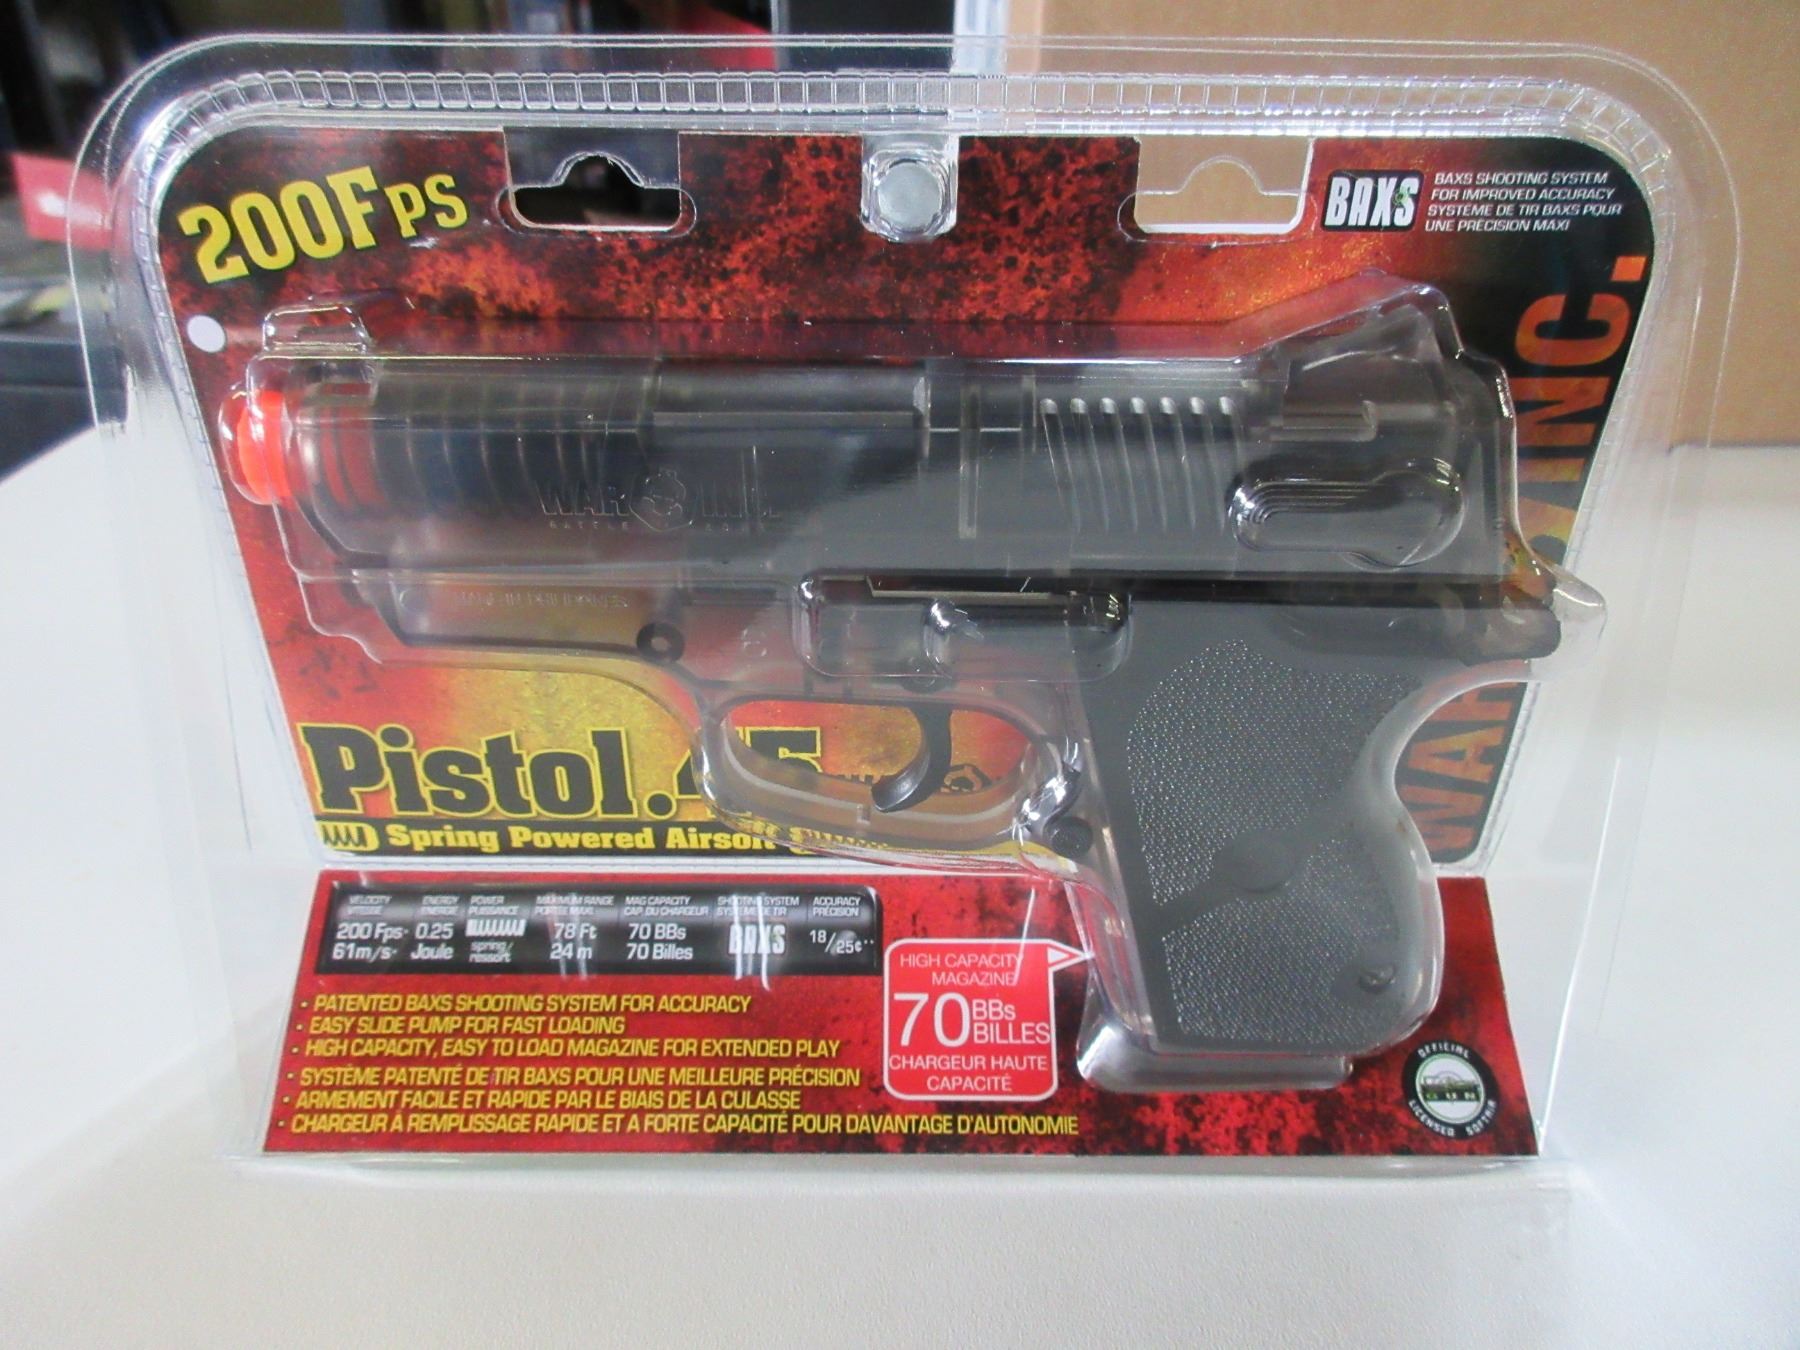 200FPS
BAXS
BAXS SHOOTING SYSTEM
FOR IMPROVED ACCURACY
SYSTÈME DE TIR BAXS POUR
UNE PRÉCISION MAXI
WAR INC.
WAR INC.
BATTLE ZONE
Pistol.45
Spring Powered Airsoft
VELOCITY
VITESSE
200 Fps*
61m/s*
ENERGY
ENERGIE
0.25
Joule
POWER
PUISSANCE
spring/
ressort
MAXIMUM RANGE
PORTÉE MAXI.
78 Ft
24 m
MAG CAPACITY
CAP. DU CHARGEUR
70 BBs
70 Billes
SHOOTING SYSTEM
SYSTÈME DE TIR
BAXS
ACCURACY
PRÉCISION
18/25¢**
HIGH CAPACITY
MAGAZINE
70 BBs
BILLES
CHARGEUR HAUTE
CAPACITÉ
• PATENTED BAXS SHOOTING SYSTEM FOR ACCURACY
• EASY SLIDE PUMP FOR FAST LOADING
• HIGH CAPACITY, EASY TO LOAD MAGAZINE FOR EXTENDED PLAY
• SYSTÈME PATENTÉ DE TIR BAXS POUR UNE MEILLEURE PRÉCISION
• ARMEMENT FACILE ET RAPIDE PAR LE BIAIS DE LA CULASSE
• CHARGEUR À REMPLISSAGE RAPIDE ET A FORTE CAPACITÉ POUR DAVANTAGE D'AUTONOMIE
OFFICIAL
GUN
LICENSED SOFTAIR